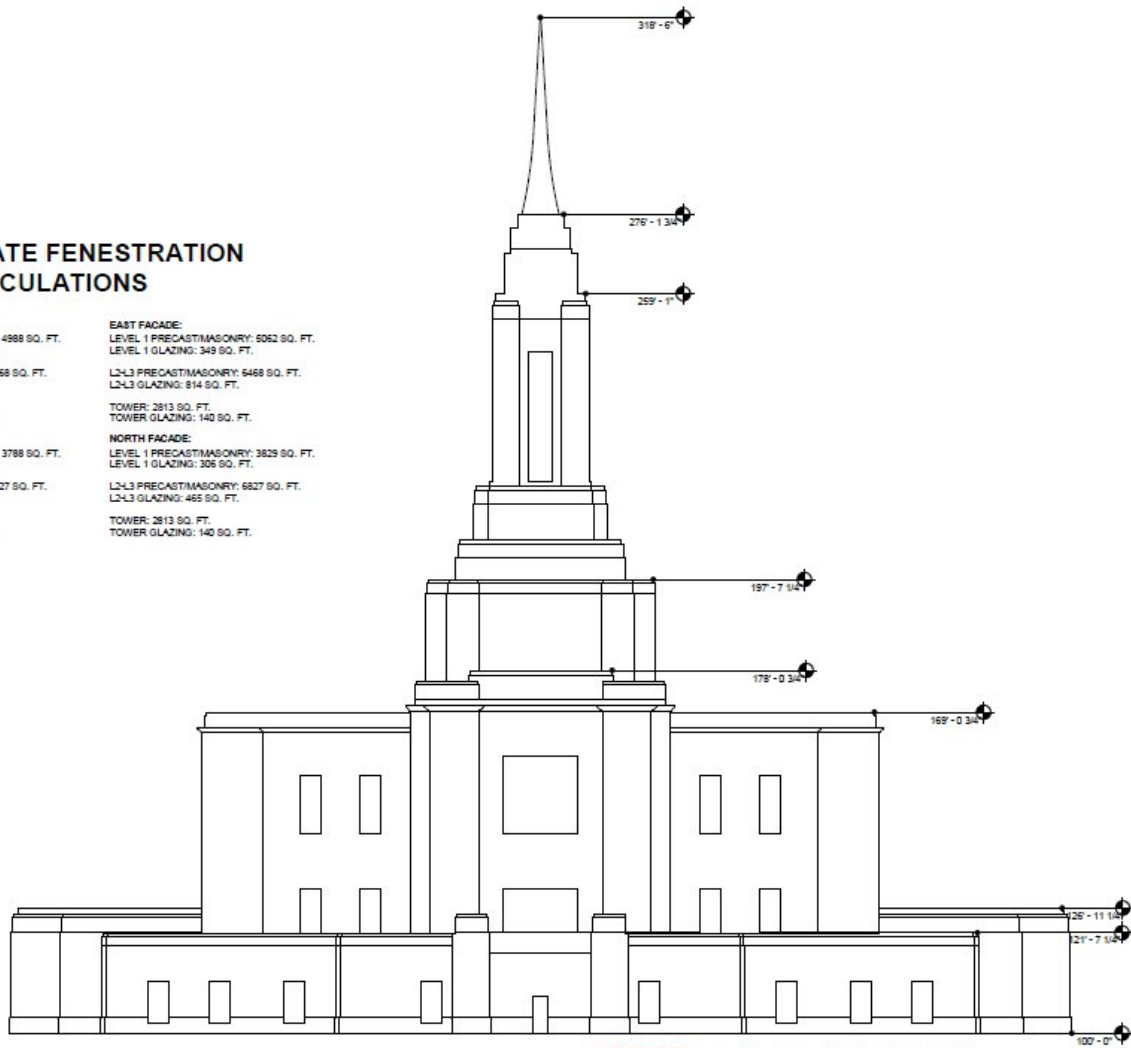 318' - 6"
276' - 1 3/4"
ATE FENESTRATION
CULATIONS
259' - 1"
EAST FACADE:
4988 SQ. FT.
LEVEL 1 PRECAST/MASONRY: 5062 SQ. FT.
LEVEL 1 GLAZING: 349 SQ. FT.
68 SQ. FT.
L2-L3 PRECAST/MASONRY: 6468 SQ. FT.
L2-L3 GLAZING: 814 SQ. FT.
TOWER: 2813 SQ. FT.
TOWER GLAZING: 140 SQ. FT.
NORTH FACADE:
3788 SQ. FT.
LEVEL 1 PRECAST/MASONRY: 3829 SQ. FT.
LEVEL 1 GLAZING: 306 SQ. FT.
27 SQ. FT.
L2-L3 PRECAST/MASONRY: 6827 SQ. FT.
L2-L3 GLAZING: 465 SQ. FT.
TOWER: 2813 SQ. FT.
TOWER GLAZING: 140 SQ. FT.
197' - 7 1/4"
178' - 0 3/4"
169' - 0 3/4"
126' - 11 1/4"
121' - 7 1/4"
100' - 0"